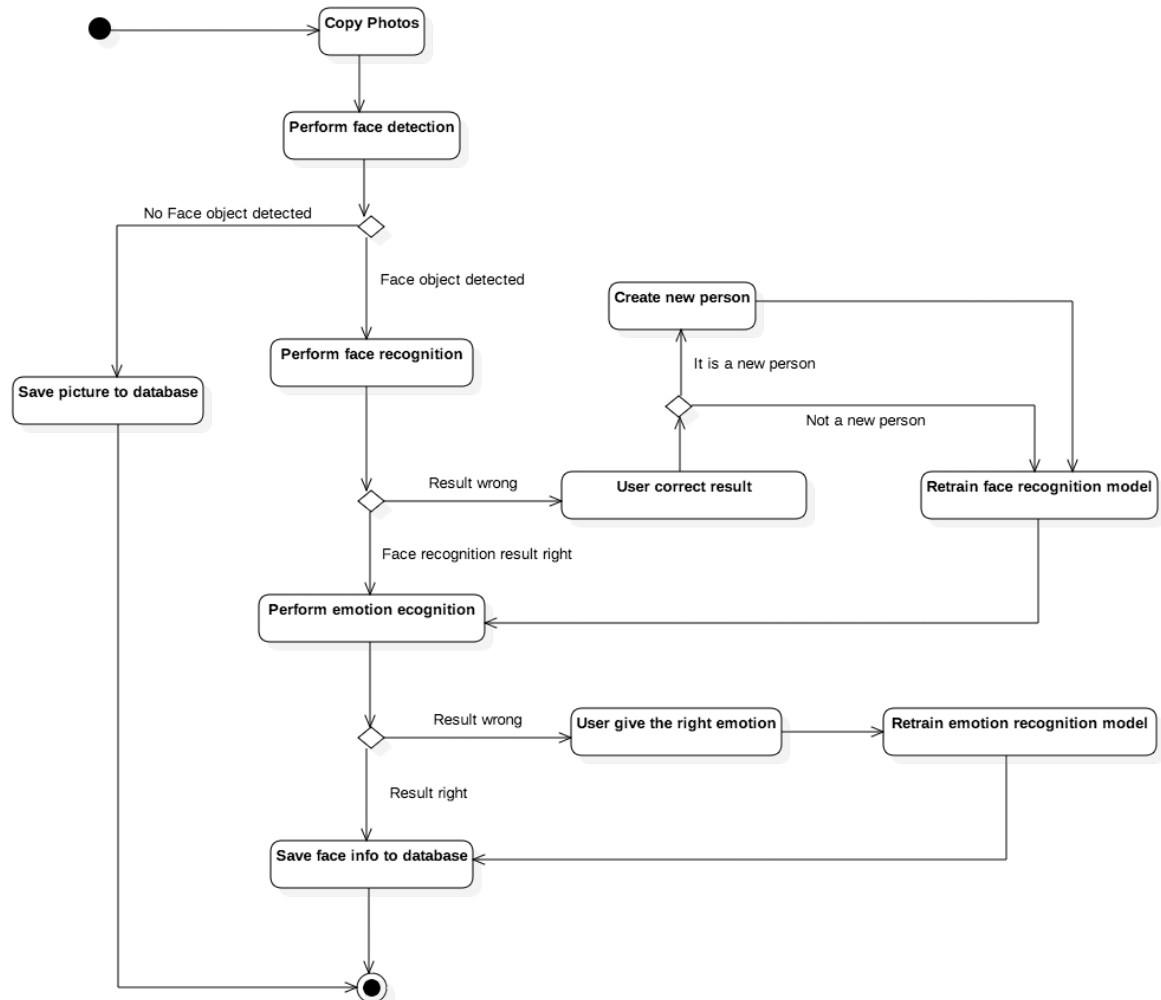 Copy Photos
Perform face detection
No Face object detected
Face object detected
Create new person
Perform face recognition
It is a new person
Save picture to database
Not a new person
Result wrong
User correct result
Retrain face recognition model
Face recognition result right
Perform emotion ecognition
Result wrong
User give the right emotion
Retrain emotion recognition model
Result right
Save face info to database